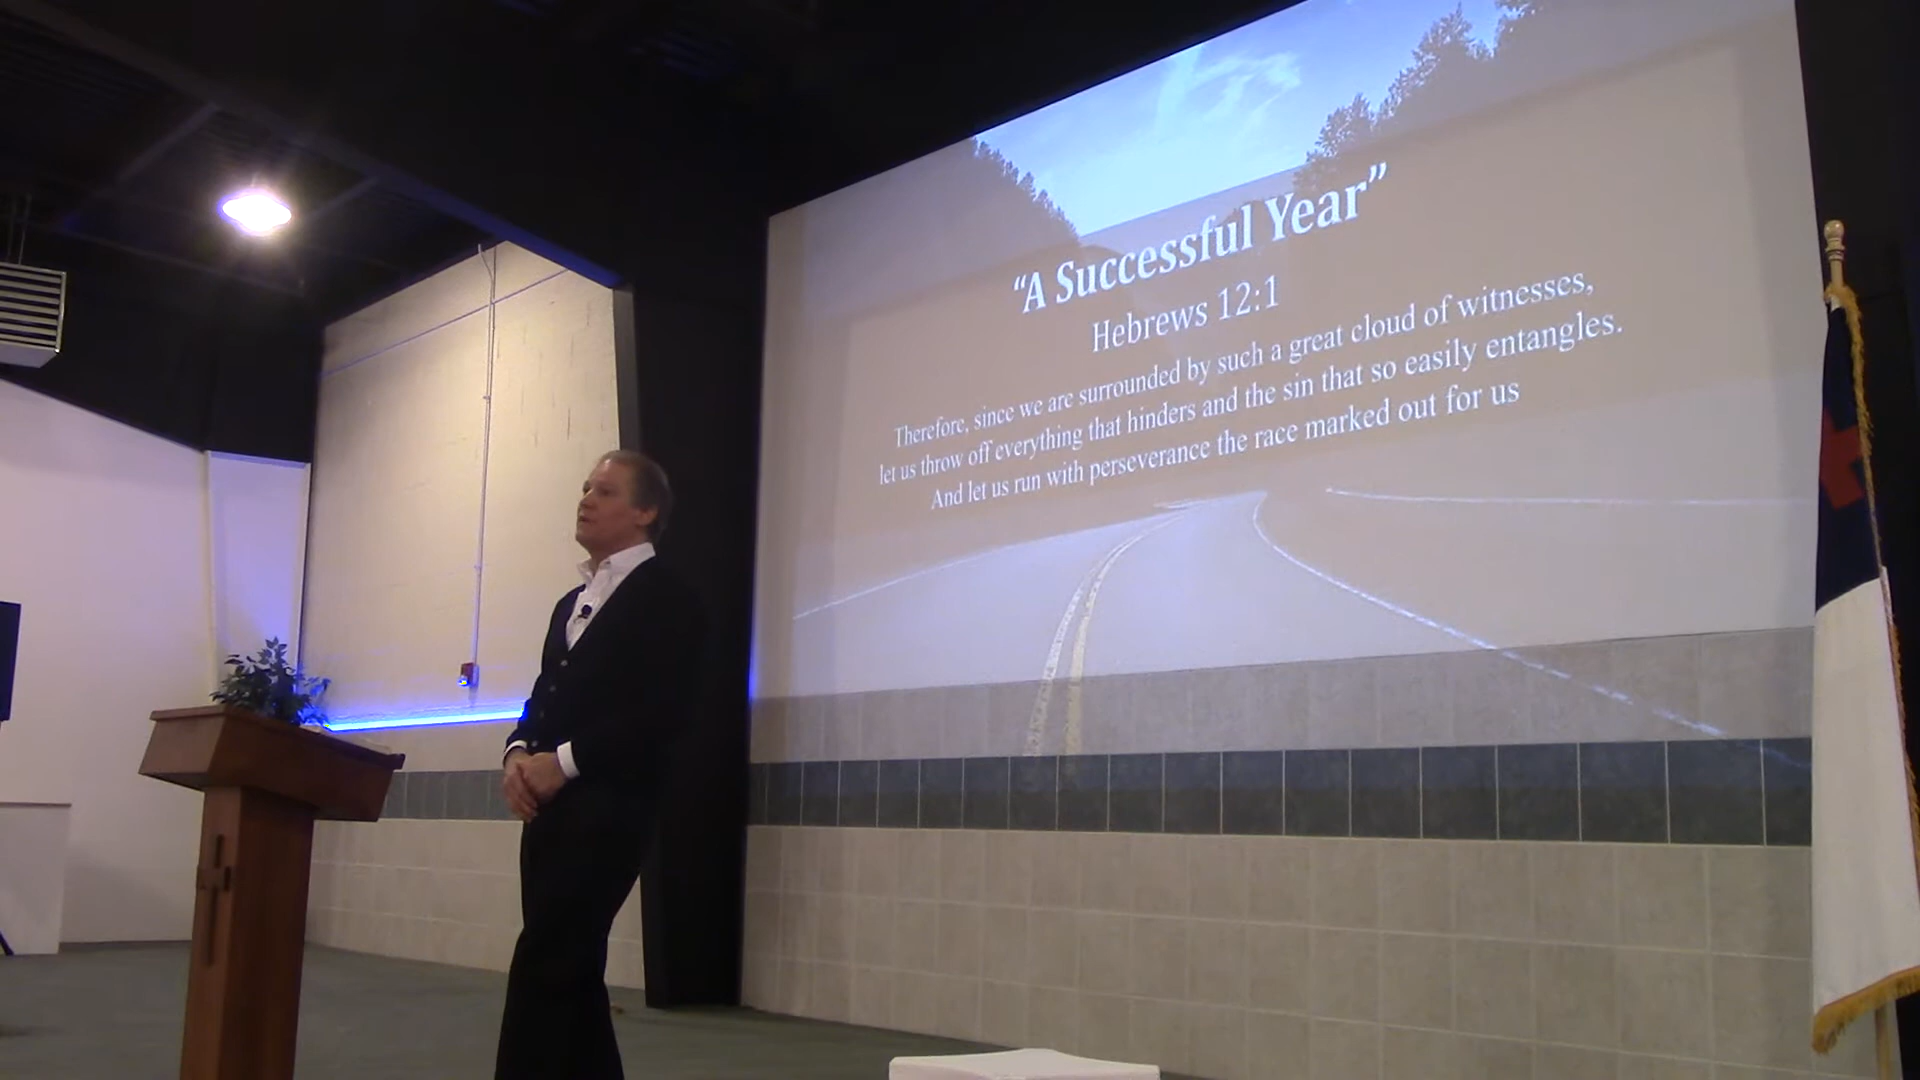 “A Successful Year”
Hebrews 12:1
Therefore, since we are surrounded by such a great cloud of witnesses,
let us throw off everything that hinders and the sin that so easily entangles.
And let us run with perseverance the race marked out for us